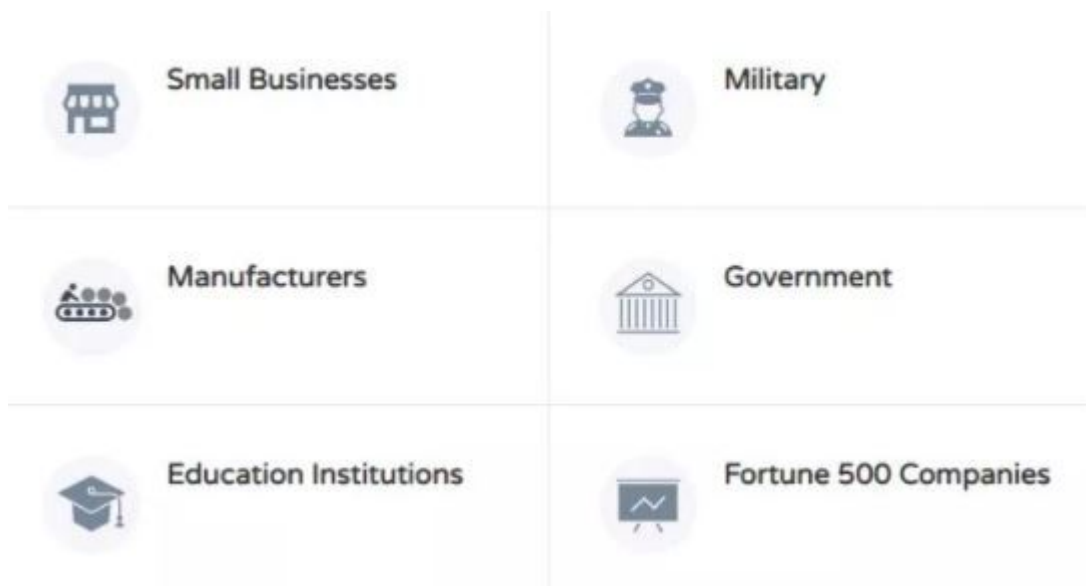 Small Businesses
Military
Manufacturers
Government
Education Institutions
Fortune 500 Companies